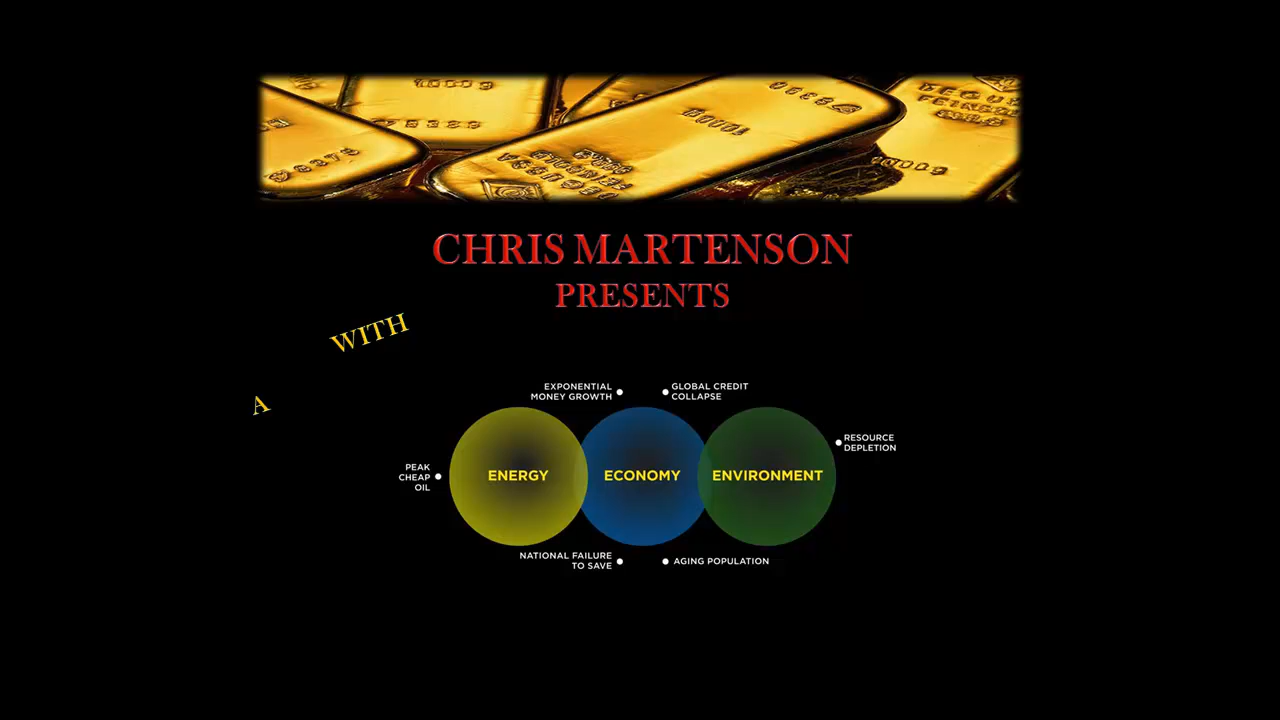 1000 g
CHRIS MARTENSON
PRESENTS
WITH
A
EXPONENTIAL
MONEY GROWTH
GLOBAL CREDIT
COLLAPSE
RESOURCE
DEPLETION
PEAK
CHEAP
OIL
ENERGY
ECONOMY
ENVIRONMENT
NATIONAL FAILURE
TO SAVE
AGING POPULATION